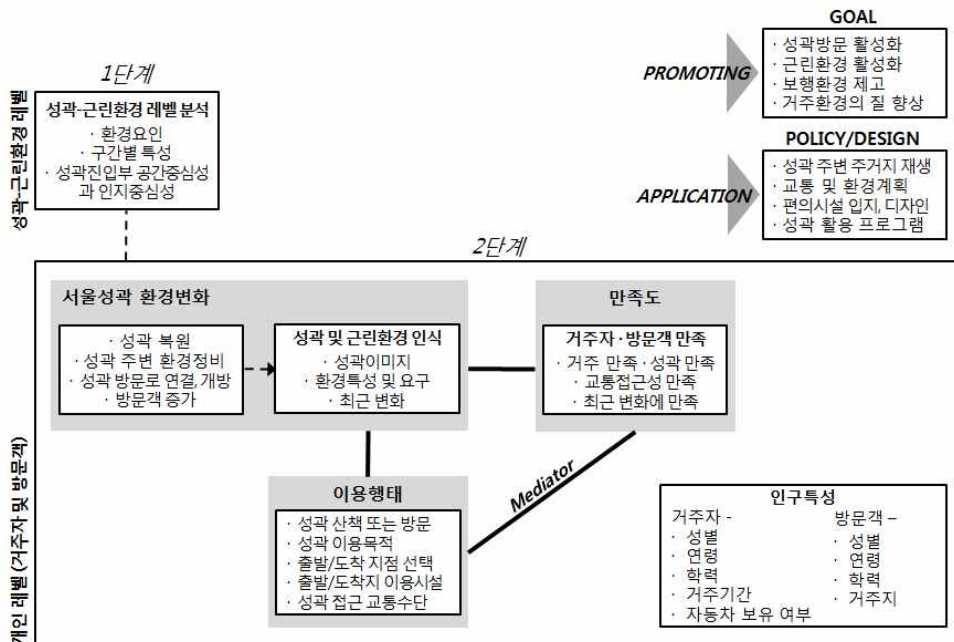 GOAL
· 성곽방문 활성화
· 근린환경 활성화
· 보행환경 제고
· 거주환경의 질 향상
PROMOTING
POLICY/DESIGN
· 성곽 주변 주거지 재생
· 교통 및 환경계획
· 편의시설 입지, 디자인
· 성곽 활용 프로그램
APPLICATION
성곽-근린환경 레벨
1단계
성곽-근린환경 레벨 분석
· 환경요인
· 구간별 특성
· 성곽진입부 공간중심성
과 인지중심성
2단계
개인 레벨 (거주자 및 방문객)
서울성곽 환경변화
· 성곽 복원
· 성곽 주변 환경정비
· 성곽 방문로 연결, 개방
· 방문객 증가
성곽 및 근린환경 인식
· 성곽이미지
· 환경특성 및 요구
· 최근 변화
만족도
거주자 · 방문객 만족
· 거주 만족 · 성곽 만족
· 교통접근성 만족
· 최근 변화에 만족
Mediator
이용행태
· 성곽 산책 또는 방문
· 성곽 이용목적
· 출발/도착 지점 선택
· 출발/도착지 이용시설
· 성곽 접근 교통수단
인구특성
거주자 -
· 성별
· 연령
· 학력
· 거주기간
· 자동차 보유 여부
방문객 –
· 성별
· 연령
· 학력
· 거주지